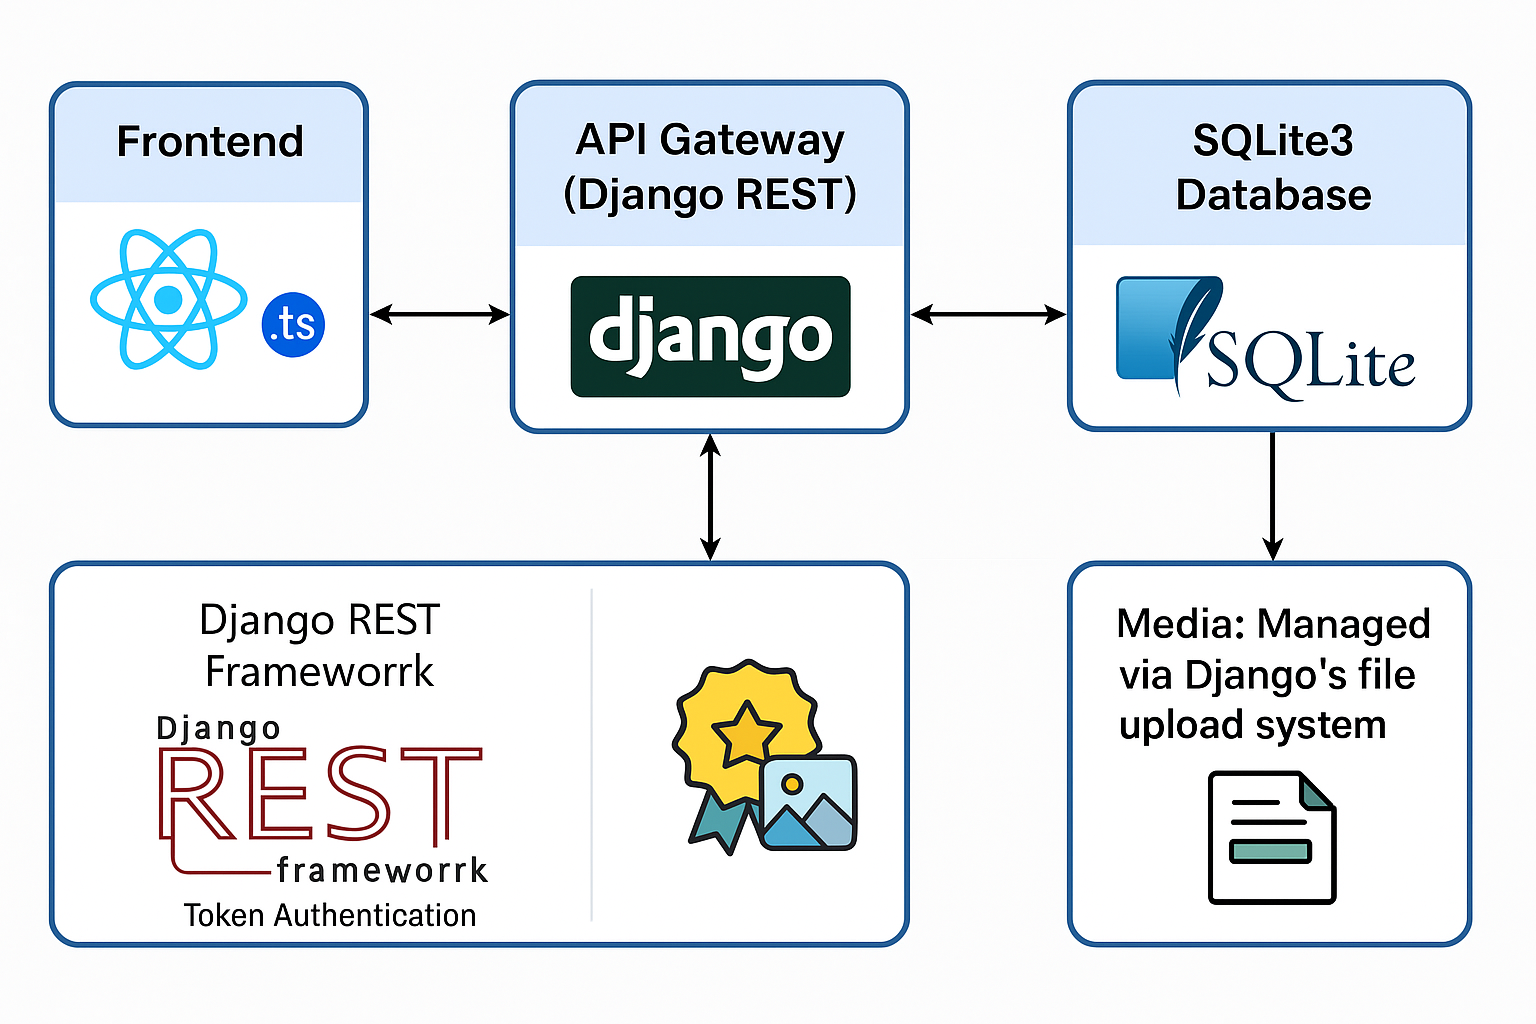 Frontend
.ts
API Gateway
(Django REST)
django
SQLite3
Database
SQLite
Django REST
Frameworrk
Django
REST
frameworrk
Token Authentication
Media: Managed
via Django's file
upload system